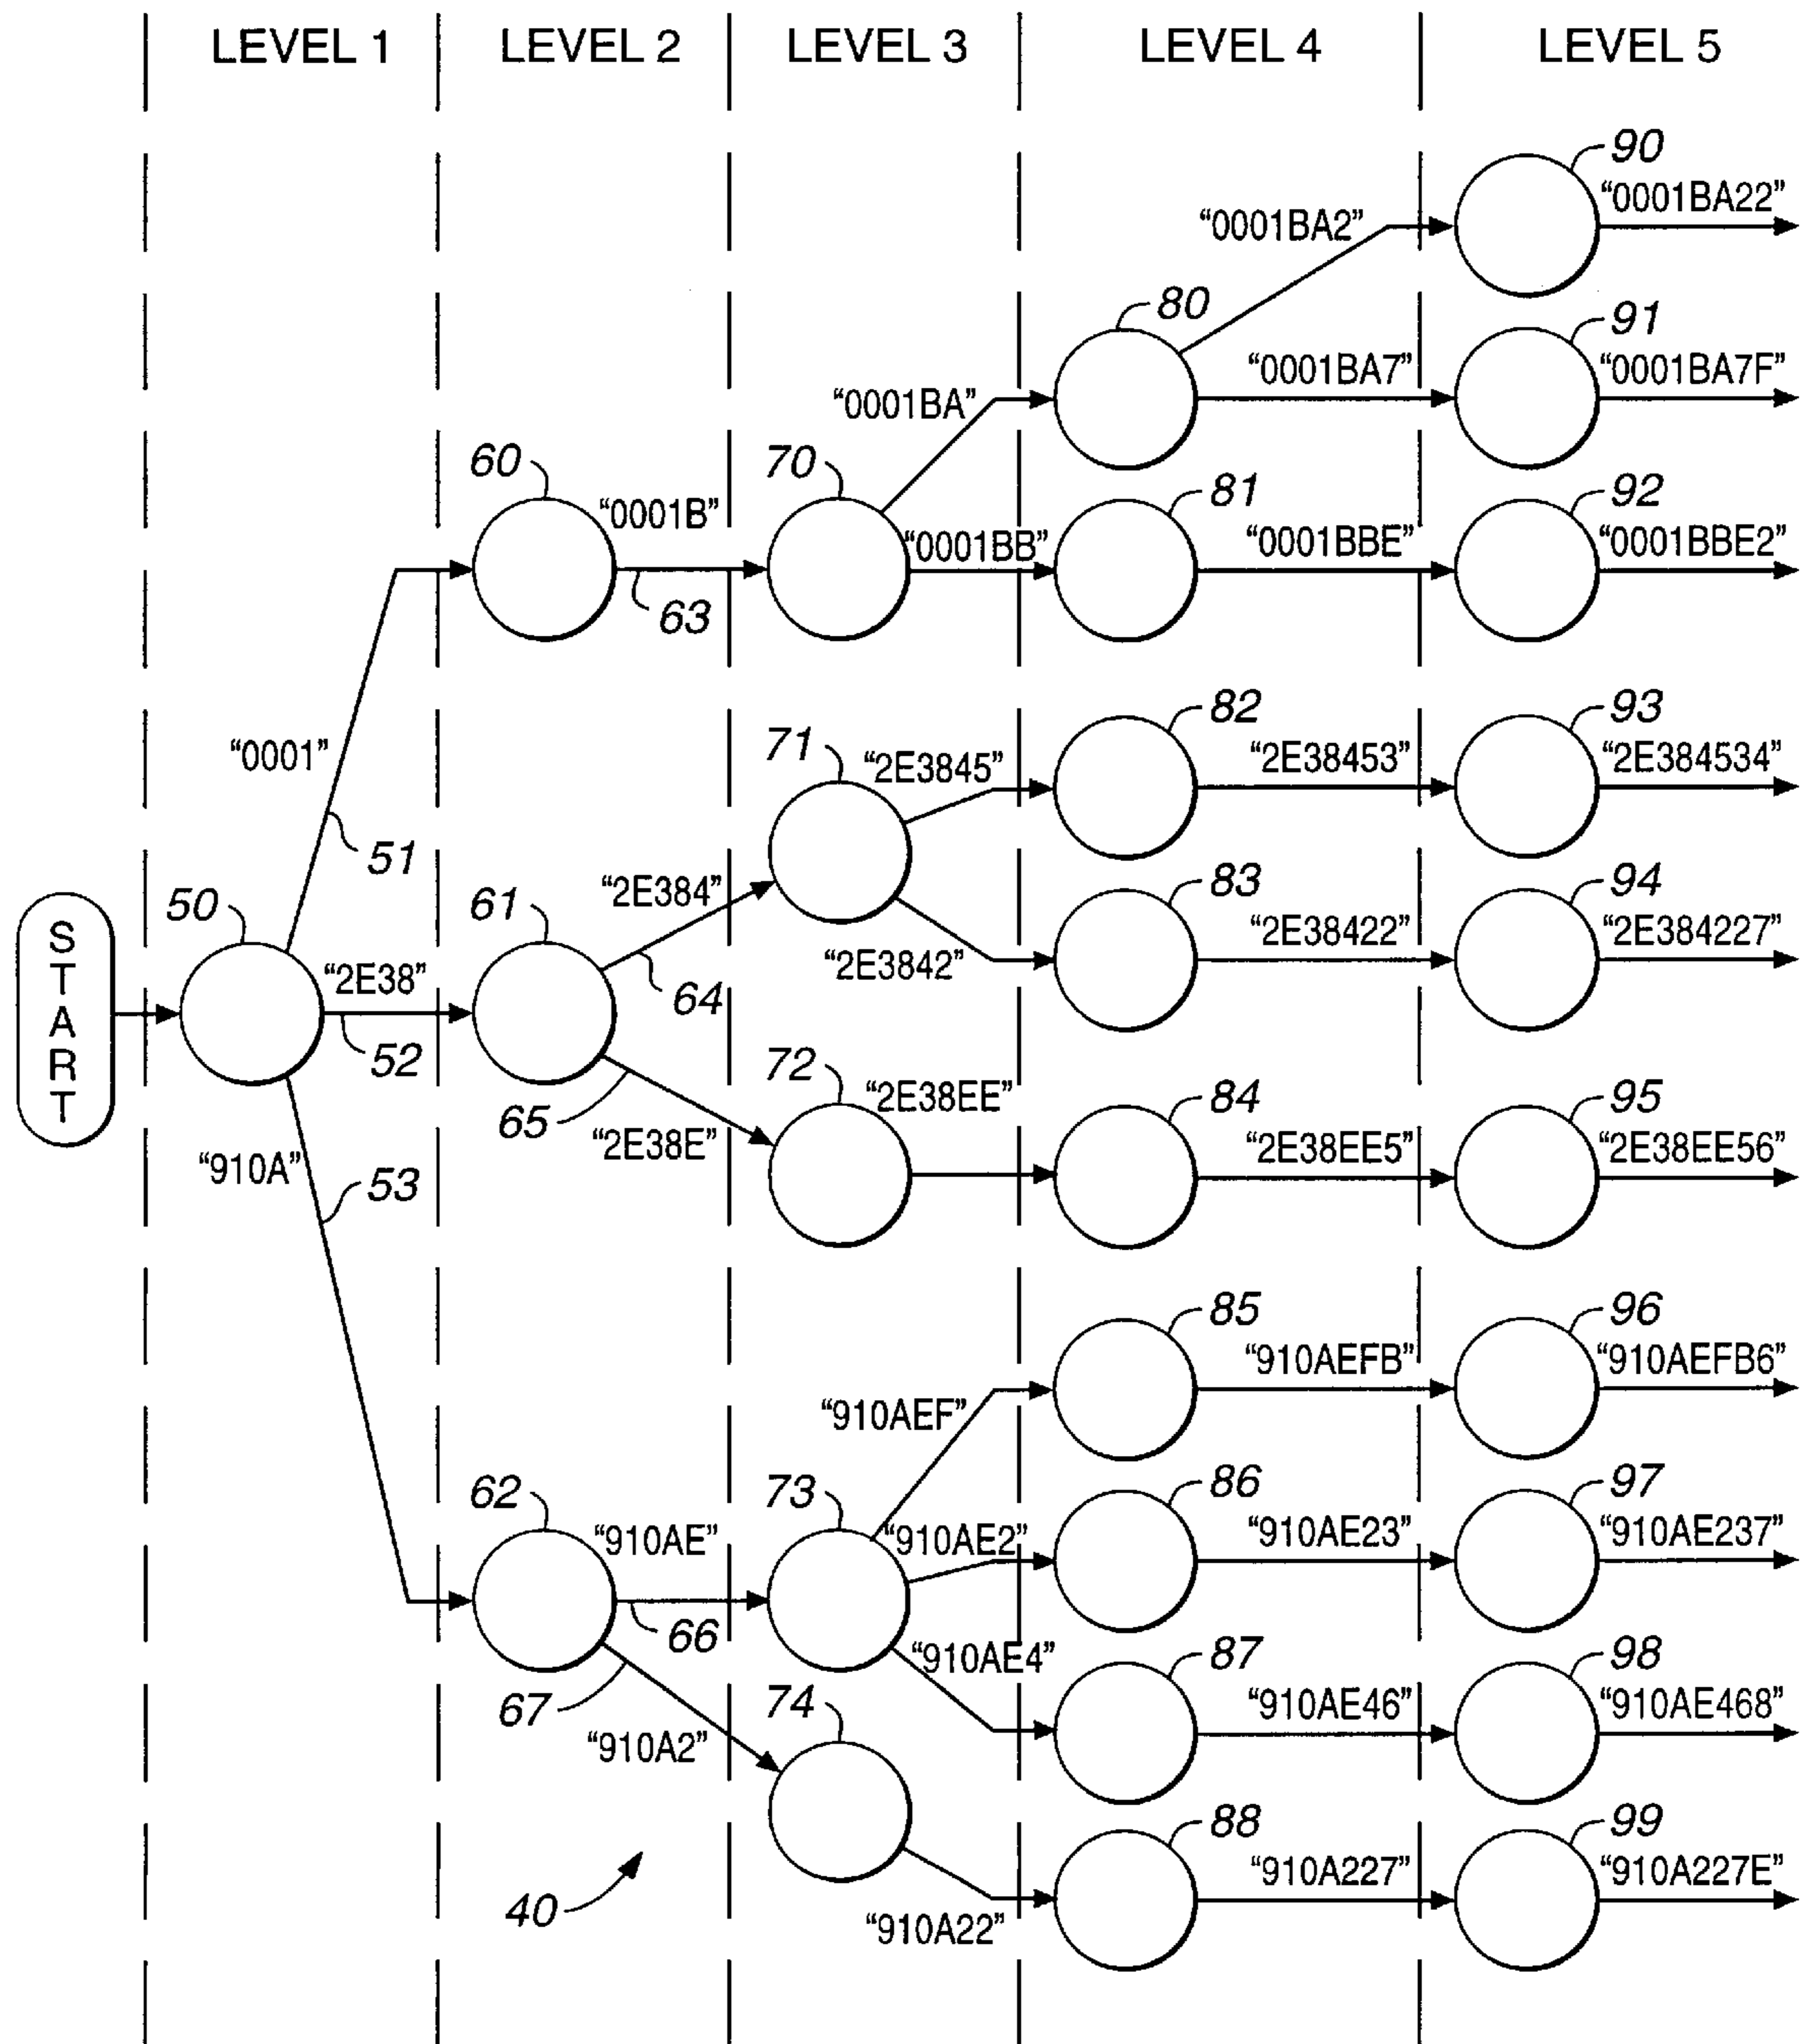 LEVEL 1 LEVEL 2 LEVEL 3 LEVEL 4 LEVEL 5
90
“0001BA22”
“0001BA2”
80
91
“0001BA7”
“0001BA7F”
“0001BA”
60
70
81
92
“0001B”
“0001BB”
“0001BBE”
“0001BBE2”
63
82
93
“0001”
71
“2E3845”
“2E38453”
“2E384534”
51
50
61
“2E384”
83
94
“2E38422”
“2E384227”
START
“2E38”
“2E3842”
64
52
72
“2E38EE”
84
95
65
“2E38E”
“2E38EE5”
“2E38EE56”
“910A”
53
85
96
“910AEFB”
“910AEFB6”
“910AEF”
62
73
86
97
“910AE”
“910AE2”
“910AE23”
“910AE237”
66
“910AE4”
87
98
67
74
“910AE46”
“910AE468”
“910A2”
88
99
“910A227”
“910A227E”
40
“910A22”